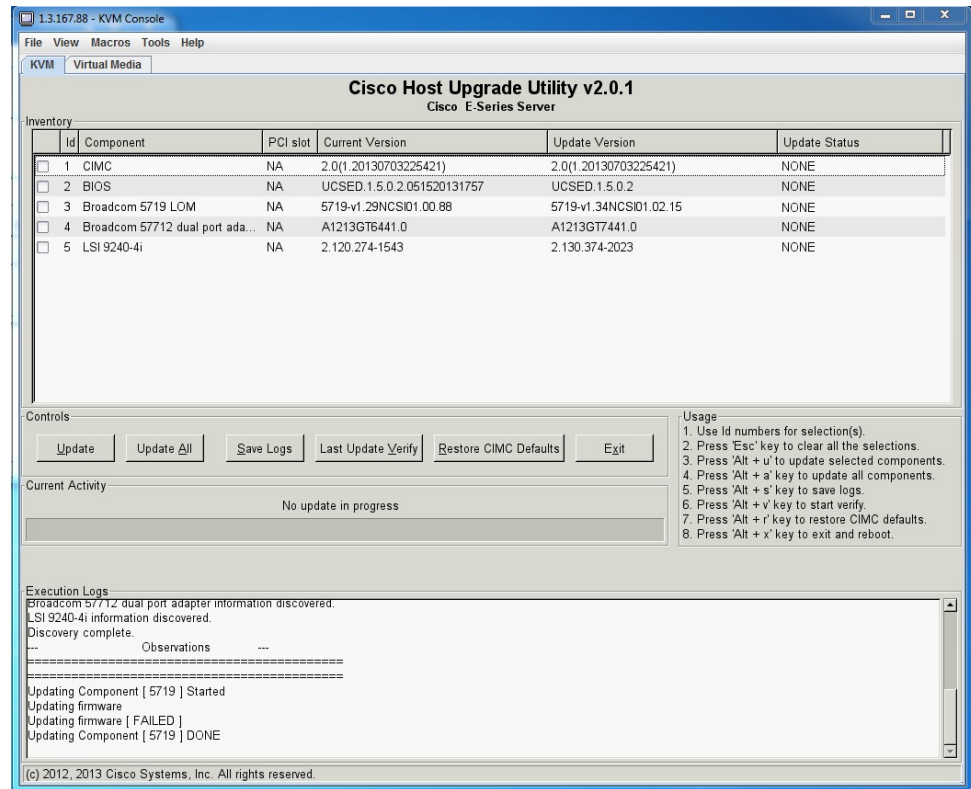 1.3.167.88 - KVM Console
File View Macros Tools Help
KVM Virtual Media
Cisco Host Upgrade Utility v2.0.1
Cisco E-Series Server
Inventory
Id Component PCI slot Current Version Update Version Update Status
1 CIMC NA 2.0(1.20130703225421) 2.0(1.20130703225421) NONE
2 BIOS NA UCSED.1.5.0.2.051520131757 UCSED.1.5.0.2 NONE
3 Broadcom 5719 LOM NA 5719-v1.29NCSI01.00.88 5719-v1.34NCSI01.02.15 NONE
4 Broadcom 57712 dual port ada... NA A1213GT6441.0 A1213GT7441.0 NONE
5 LSI 9240-4i NA 2.120.274-1543 2.130.374-2023 NONE
Controls
Update Update All Save Logs Last Update Verify Restore CIMC Defaults Exit
Usage
1. Use Id numbers for selection(s).
2. Press 'Esc' key to clear all the selections.
3. Press 'Alt + u' to update selected components.
4. Press 'Alt + a' key to update all components.
5. Press 'Alt + s' key to save logs.
6. Press 'Alt + v' key to start verify.
7. Press 'Alt + r' key to restore CIMC defaults.
8. Press 'Alt + x' key to exit and reboot.
Current Activity
No update in progress
Execution Logs
Broadcom 57712 dual port adapter information discovered.
LSI 9240-4i information discovered.
Discovery complete.
--- Observations ---
===========================================
===========================================
Updating Component [ 5719 ] Started
Updating firmware
Updating firmware [ FAILED ]
Updating Component [ 5719 ] DONE
(c) 2012, 2013 Cisco Systems, Inc. All rights reserved.